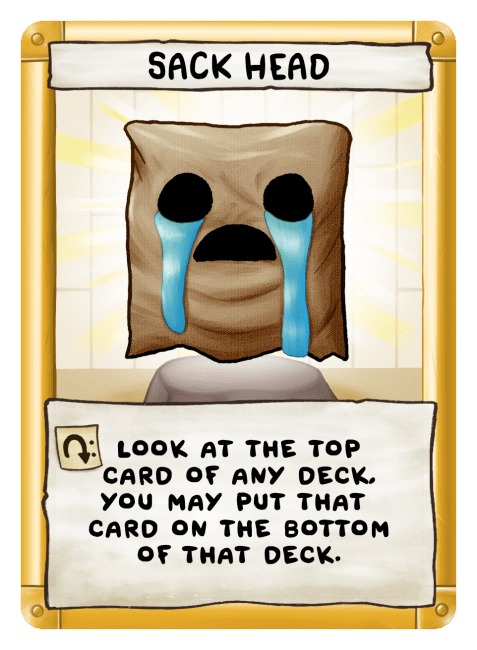 SACK HEAD
LOOK AT THE TOP
CARD OF ANY DECK.
YOU MAY PUT THAT
CARD ON THE BOTTOM
OF THAT DECK.